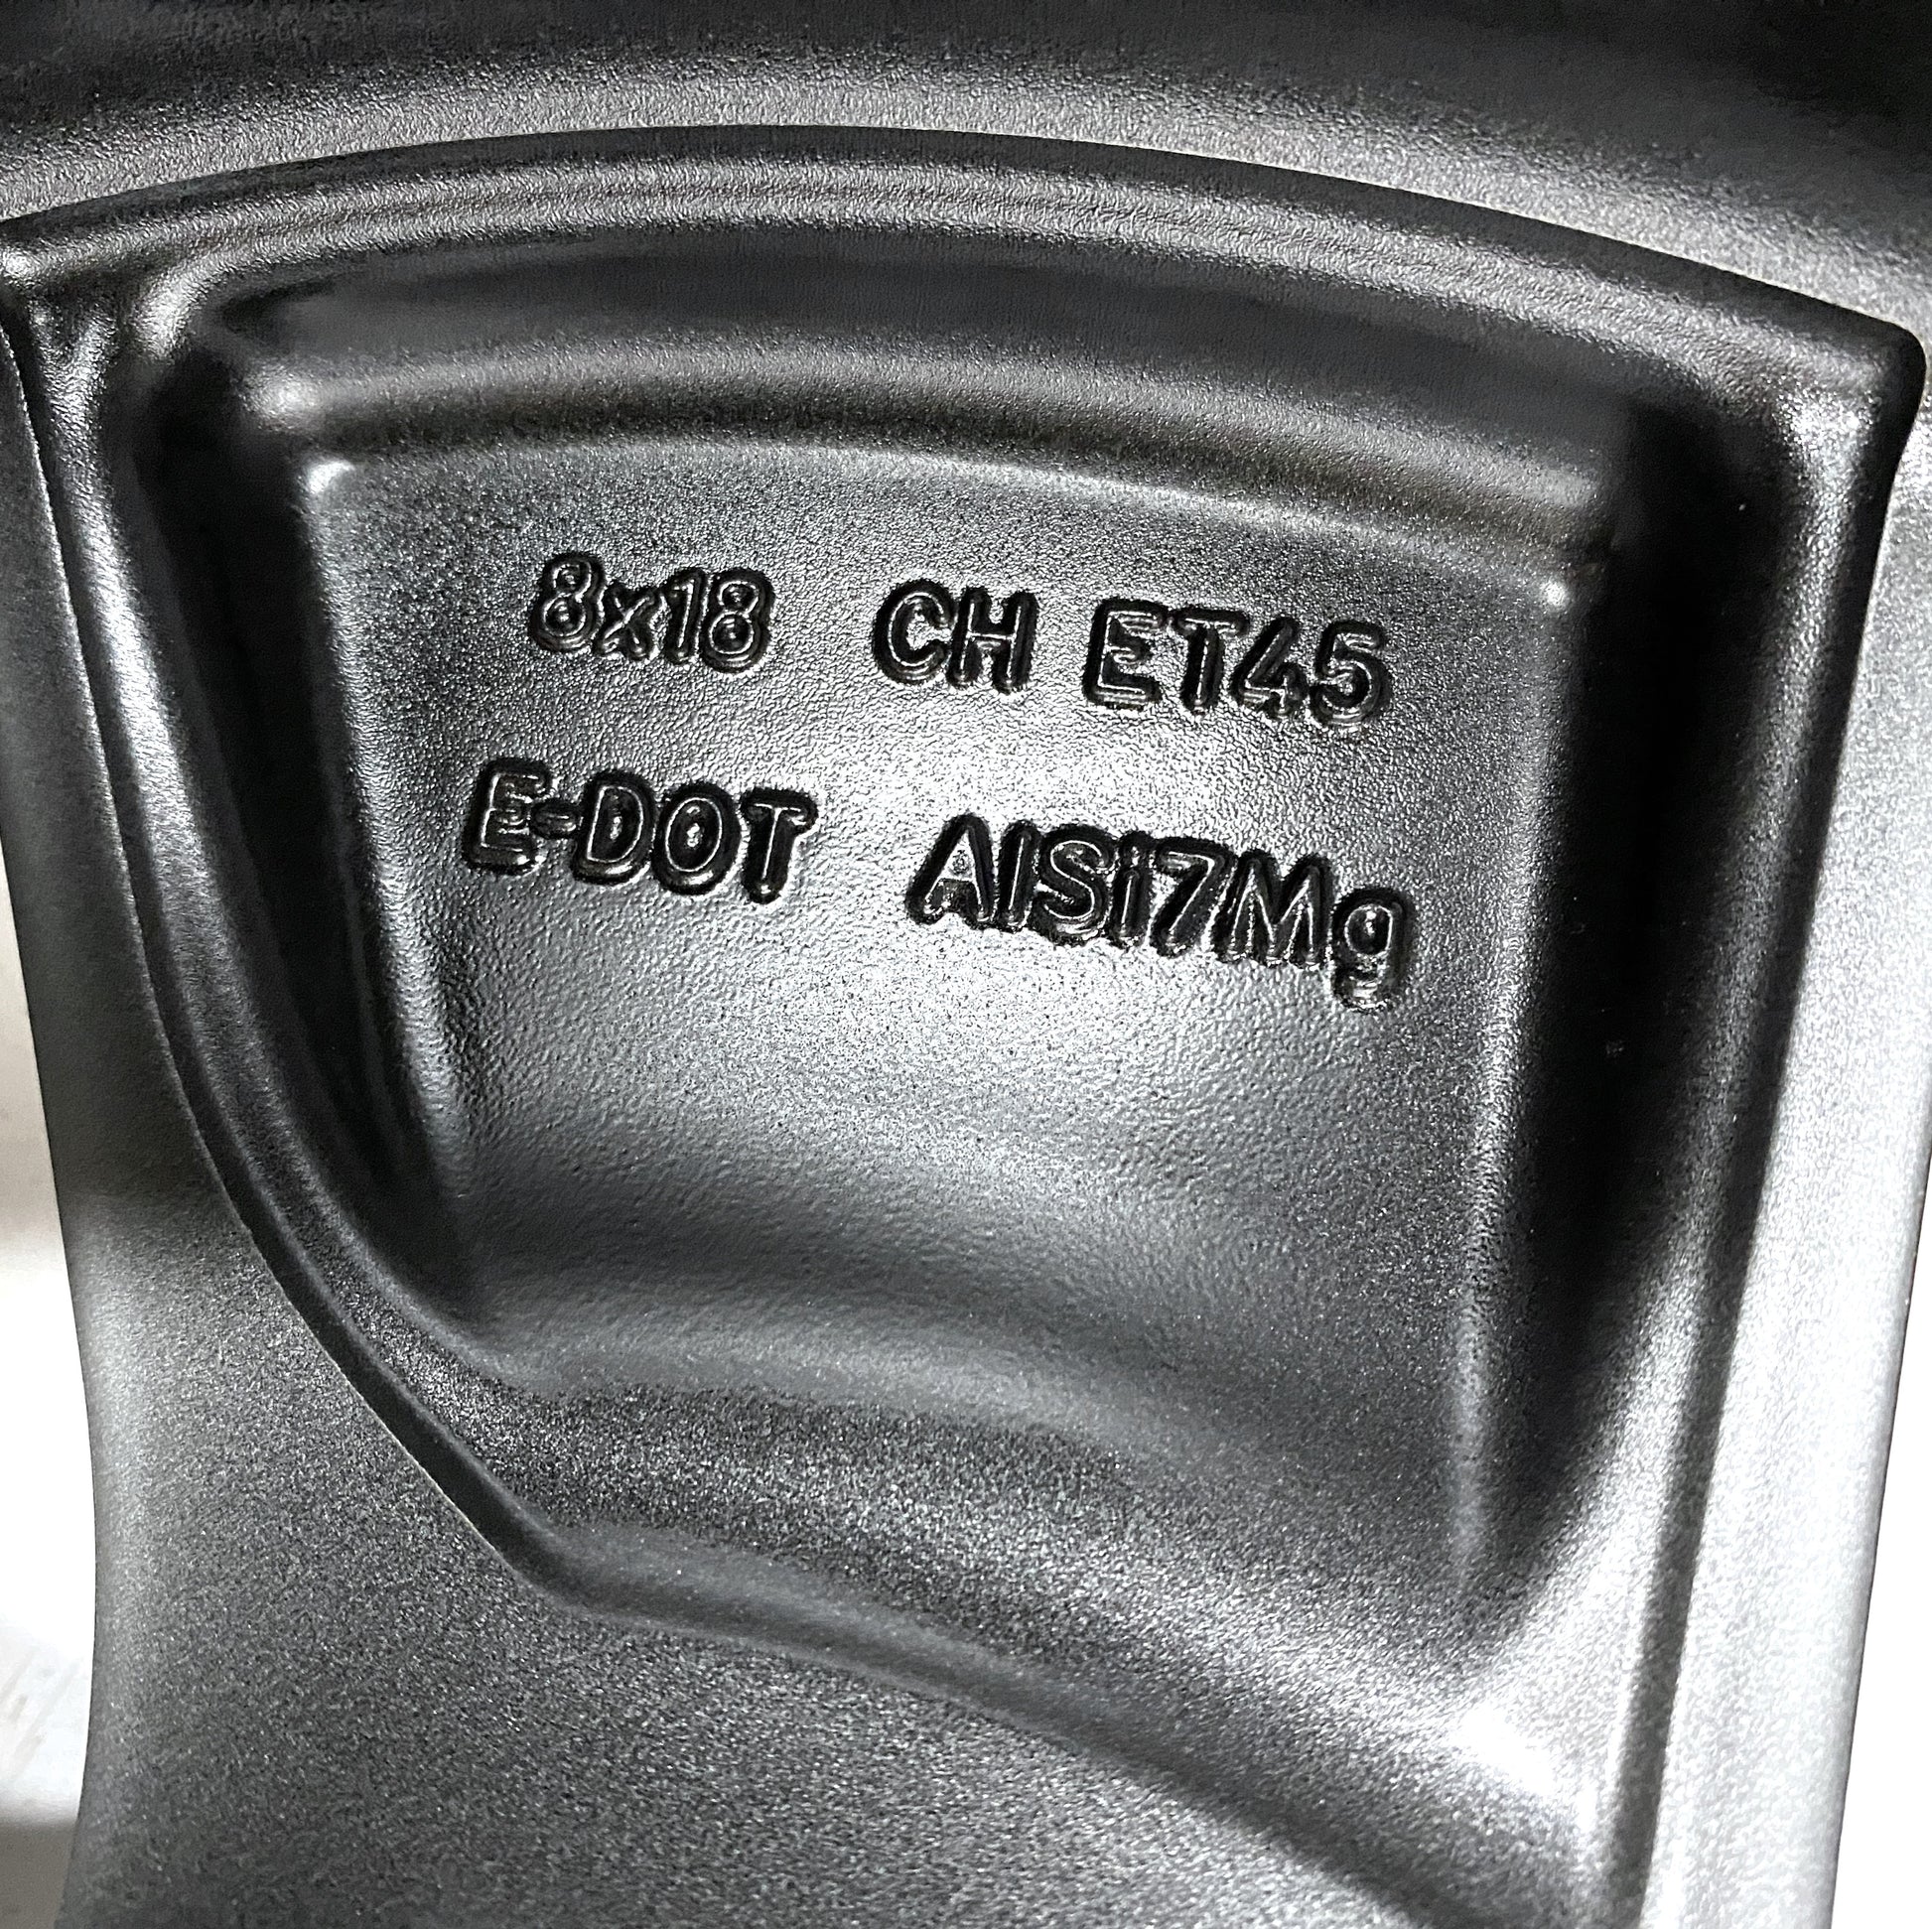 8x18 CH ET45
E-DOT AlSi7Mg